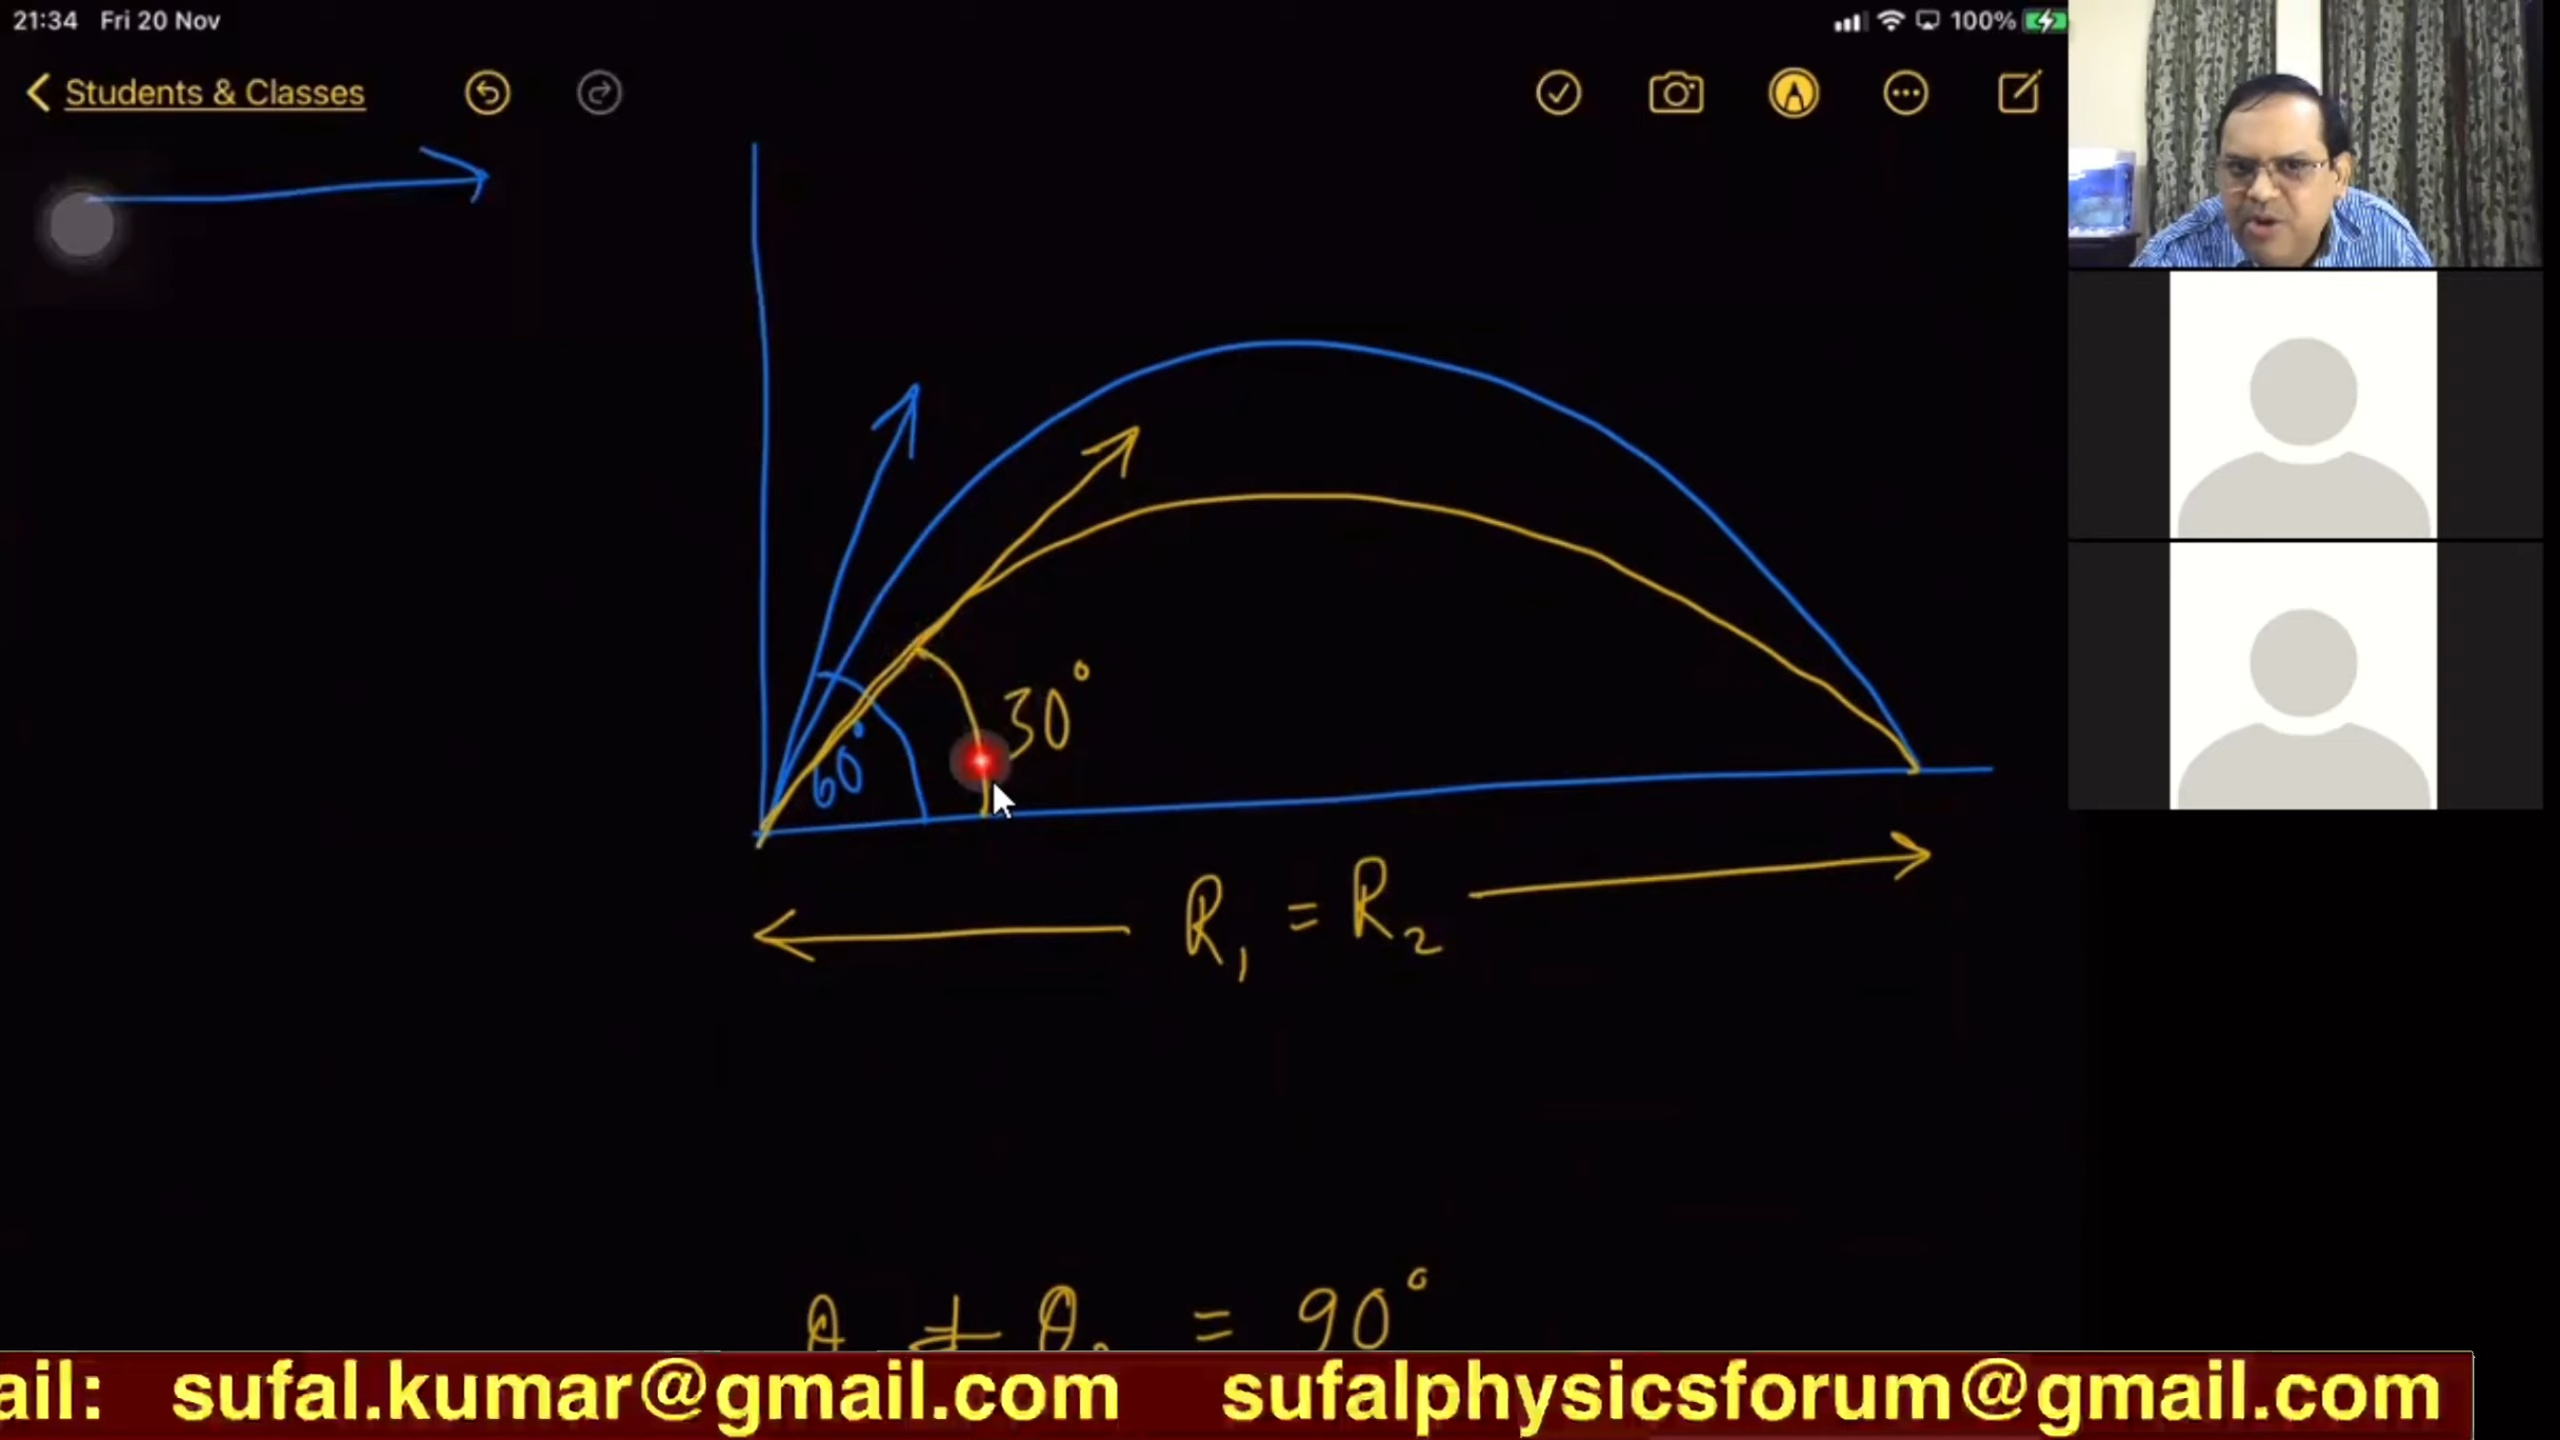 21:34 Fri 20 Nov 100%
Students & Classes
30°
60°
R₁ = R₂
= 90°
ail: sufal.kumar@gmail.com sufalphysicsforum@gmail.com